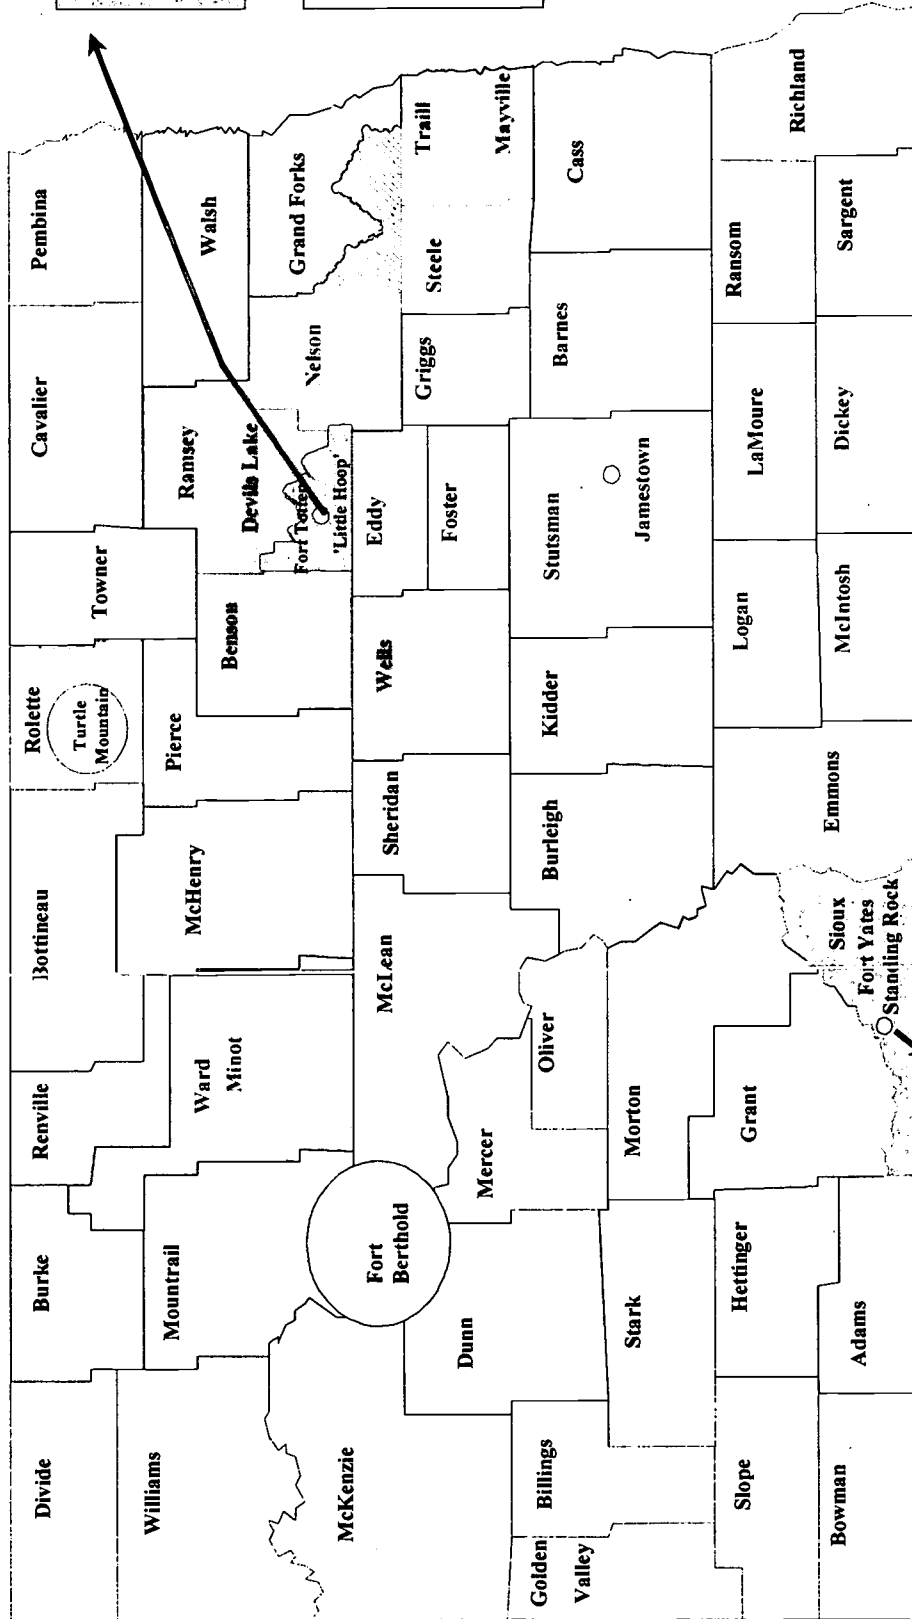 Divide
Burke
Renville
Bottineau
Rolette
Turtle
Mountain
Towner
Cavalier
Pembina
Williams
Mountrail
Ward
Minot
McHenry
Pierce
Benson
Ramsey
Devils Lake
Fort Totten
'Little Hoop'
Walsh
Nelson
Grand Forks
McKenzie
Fort
Berthold
McLean
Sheridan
Wells
Eddy
Foster
Griggs
Steele
Traill
Mayville
Dunn
Mercer
Oliver
Burleigh
Kidder
Stutsman
Jamestown
Barnes
Cass
Golden
Valley
Billings
Stark
Morton
Slope
Hettinger
Grant
Emmons
Logan
LaMoure
Ransom
Richland
Bowman
Adams
Sioux
Fort Yates
Standing Rock
McIntosh
Dickey
Sargent